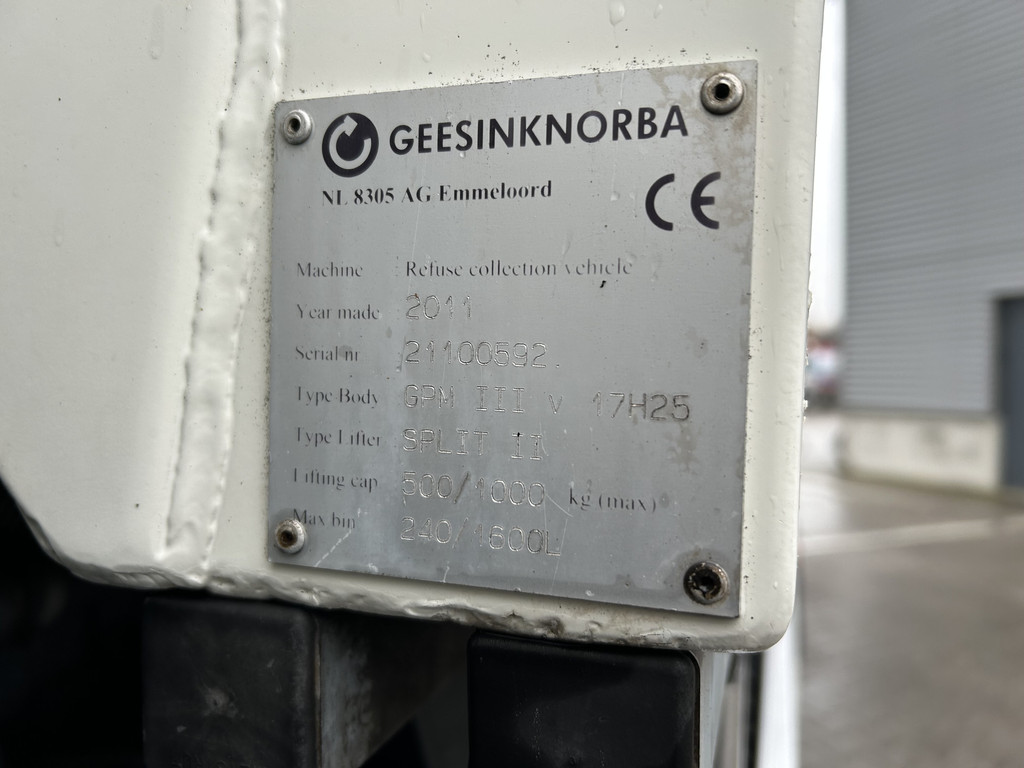 GEESINKNORBA
NL 8305 AG Emmeloord
CE
Machine : Refuse collection vehicle
Year made : 2011
Serial nr 21100592.
Type Body GPM III v 17H25
Type Lifter SPLIT II
Lifting cap 500/1000 kg (max)
Max bin 240/1600L